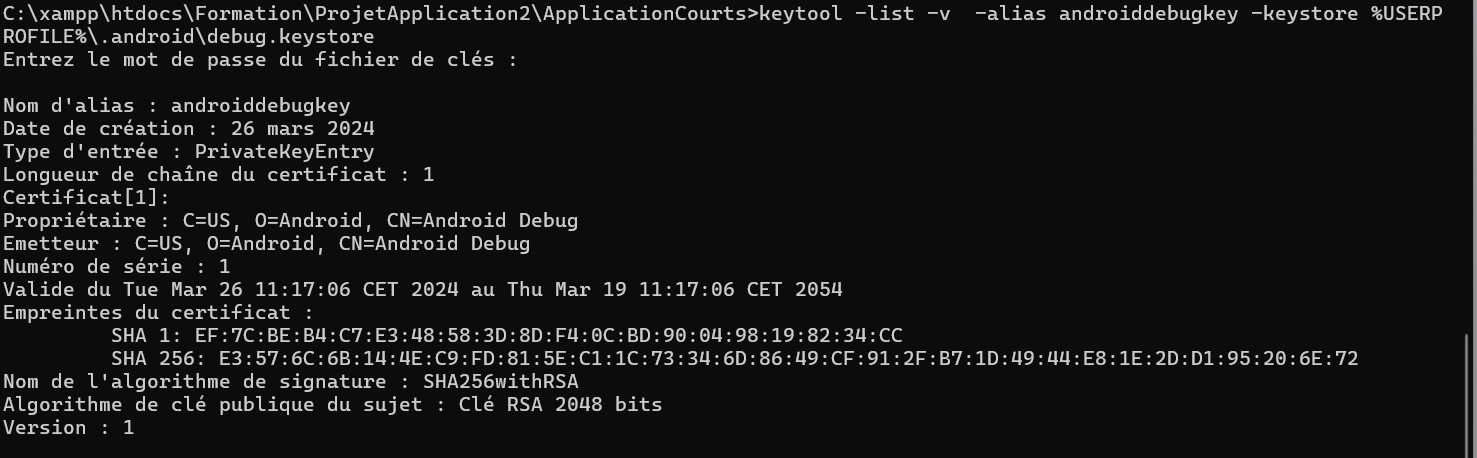 C:\xampp\htdocs\Formation\ProjetApplication2\ApplicationCourts>keytool -list -v  -alias androiddebugkey -keystore %USERP
ROFILE%\.android\debug.keystore
Entrez le mot de passe du fichier de clés :
Nom d'alias : androiddebugkey
Date de création : 26 mars 2024
Type d'entrée : PrivateKeyEntry
Longueur de chaîne du certificat : 1
Certificat[1]:
Propriétaire : C=US, O=Android, CN=Android Debug
Emetteur : C=US, O=Android, CN=Android Debug
Numéro de série : 1
Valide du Tue Mar 26 11:17:06 CET 2024 au Thu Mar 19 11:17:06 CET 2054
Empreintes du certificat :
SHA 1: EF:7C:BE:B4:C7:E3:48:58:3D:8D:F4:0C:BD:90:04:98:19:82:34:CC
SHA 256: E3:57:6C:6B:14:4E:C9:FD:81:5E:C1:1C:73:34:6D:86:49:CF:91:2F:B7:1D:49:44:E8:1E:2D:D1:95:20:6E:72
Nom de l'algorithme de signature : SHA256withRSA
Algorithme de clé publique du sujet : Clé RSA 2048 bits
Version : 1